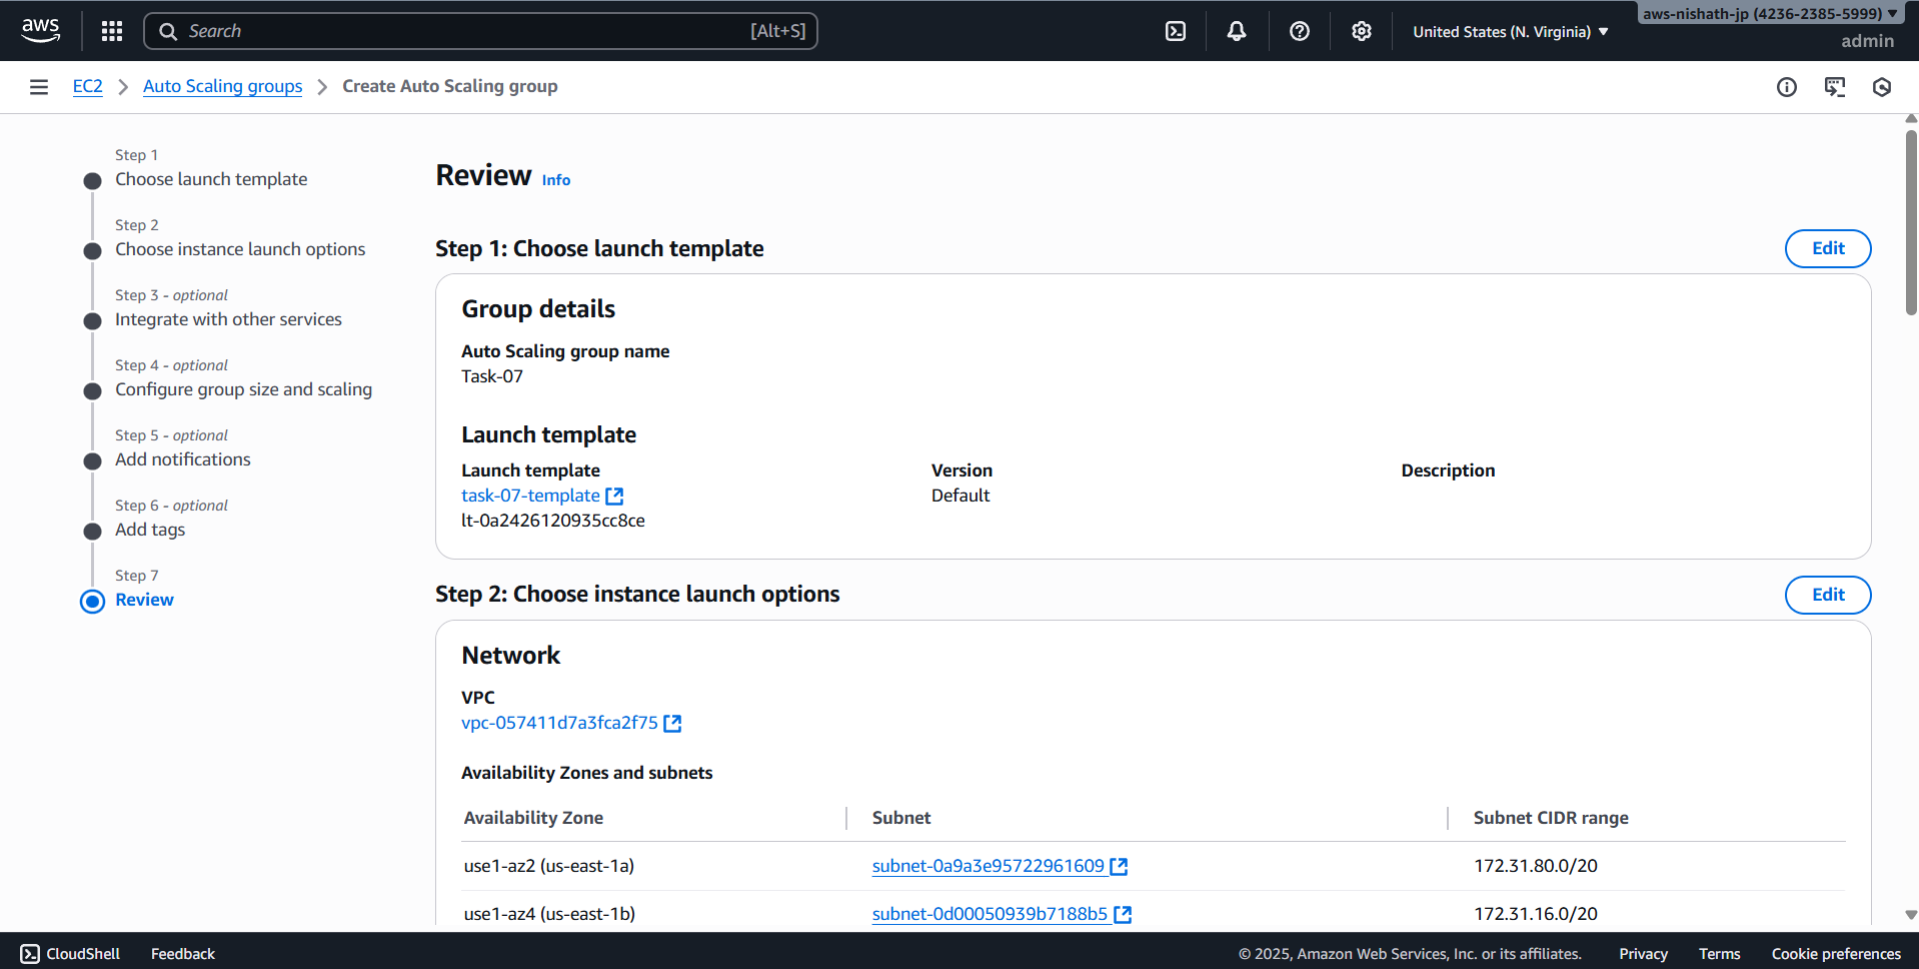 aws
Search [Alt+S]
United States (N. Virginia)
aws-nishath-jp (4236-2385-5999)
admin
EC2
Auto Scaling groups
Create Auto Scaling group
Step 1
Choose launch template
Step 2
Choose instance launch options
Step 3 - optional
Integrate with other services
Step 4 - optional
Configure group size and scaling
Step 5 - optional
Add notifications
Step 6 - optional
Add tags
Step 7
Review
Review Info
Step 1: Choose launch template
Edit
Group details
Auto Scaling group name
Task-07
Launch template
Launch template Version Description
task-07-template Default
lt-0a2426120935cc8ce
Step 2: Choose instance launch options
Edit
Network
VPC
vpc-057411d7a3fca2f75
Availability Zones and subnets
Availability Zone Subnet Subnet CIDR range
use1-az2 (us-east-1a) subnet-0a9a3e95722961609 172.31.80.0/20
use1-az4 (us-east-1b) subnet-0d00050939b7188b5 172.31.16.0/20
CloudShell Feedback © 2025, Amazon Web Services, Inc. or its affiliates. Privacy Terms Cookie preferences